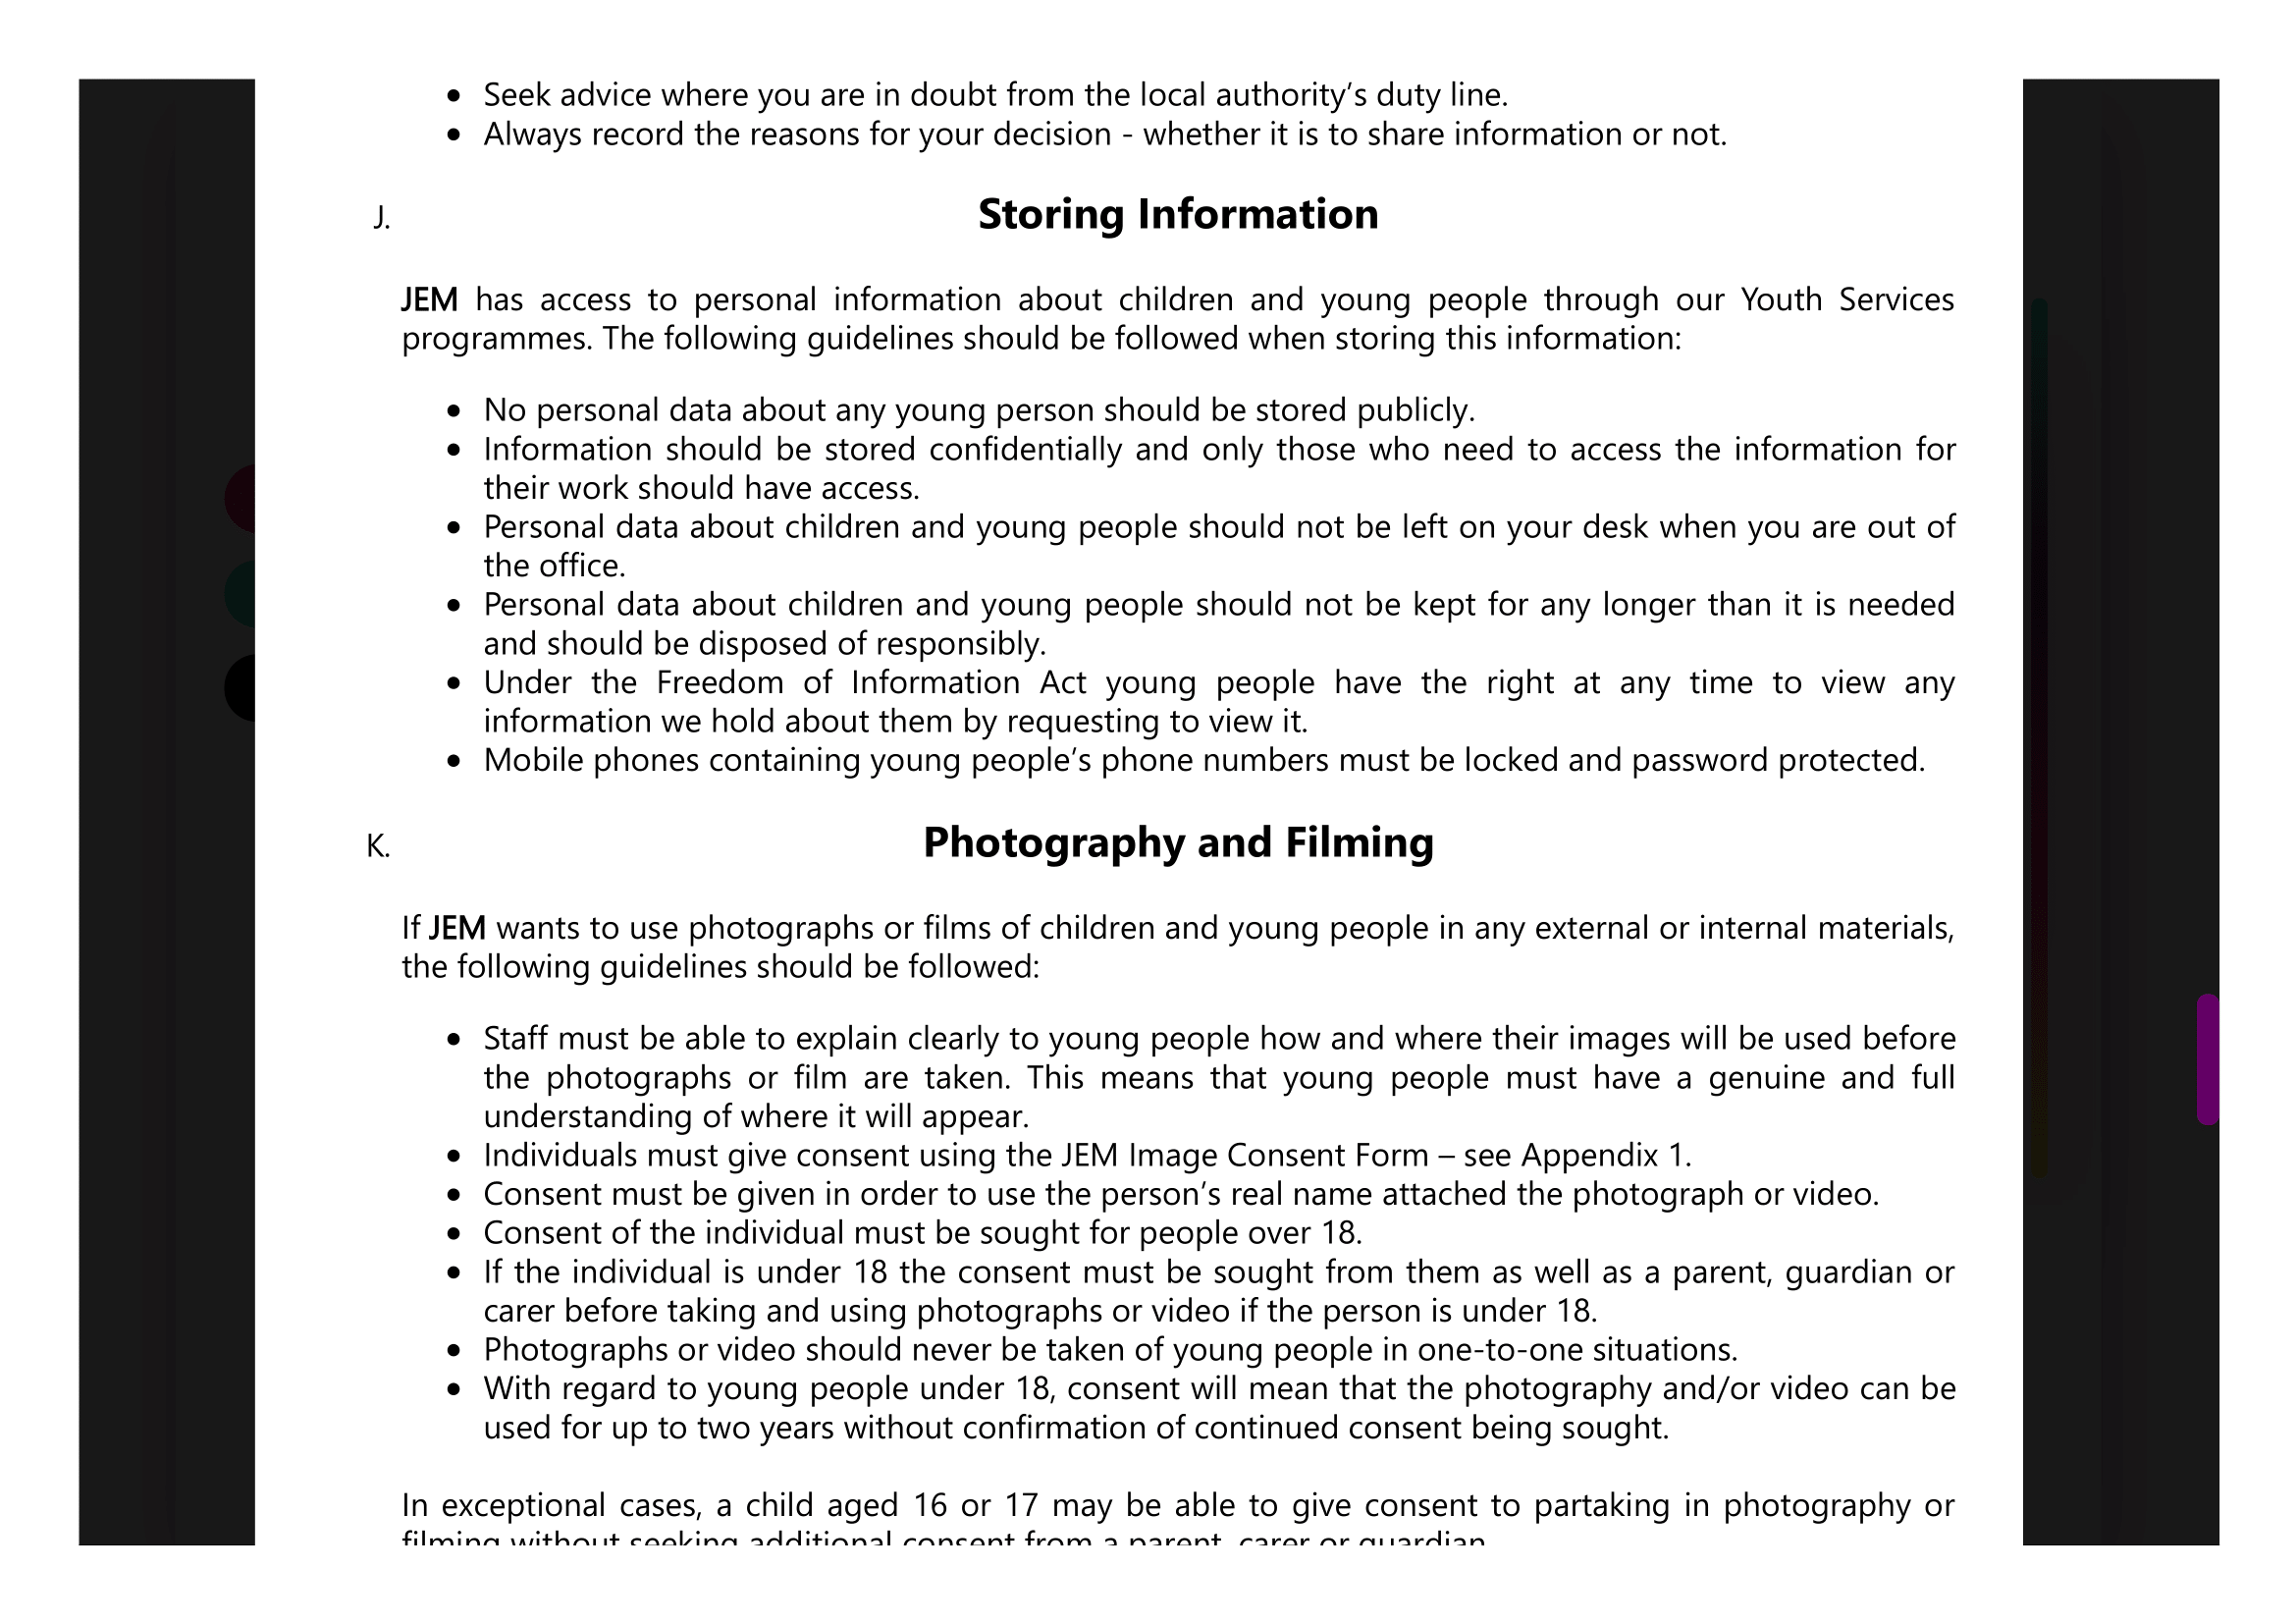 • Seek advice where you are in doubt from the local authority’s duty line.
• Always record the reasons for your decision - whether it is to share information or not.
J. Storing Information
JEM has access to personal information about children and young people through our Youth Services
programmes. The following guidelines should be followed when storing this information:
• No personal data about any young person should be stored publicly.
• Information should be stored confidentially and only those who need to access the information for
their work should have access.
• Personal data about children and young people should not be left on your desk when you are out of
the office.
• Personal data about children and young people should not be kept for any longer than it is needed
and should be disposed of responsibly.
• Under the Freedom of Information Act young people have the right at any time to view any
information we hold about them by requesting to view it.
• Mobile phones containing young people’s phone numbers must be locked and password protected.
K. Photography and Filming
If JEM wants to use photographs or films of children and young people in any external or internal materials,
the following guidelines should be followed:
• Staff must be able to explain clearly to young people how and where their images will be used before
the photographs or film are taken. This means that young people must have a genuine and full
understanding of where it will appear.
• Individuals must give consent using the JEM Image Consent Form – see Appendix 1.
• Consent must be given in order to use the person’s real name attached the photograph or video.
• Consent of the individual must be sought for people over 18.
• If the individual is under 18 the consent must be sought from them as well as a parent, guardian or
carer before taking and using photographs or video if the person is under 18.
• Photographs or video should never be taken of young people in one-to-one situations.
• With regard to young people under 18, consent will mean that the photography and/or video can be
used for up to two years without confirmation of continued consent being sought.
In exceptional cases, a child aged 16 or 17 may be able to give consent to partaking in photography or
filming without seeking additional consent from a parent, carer or guardian